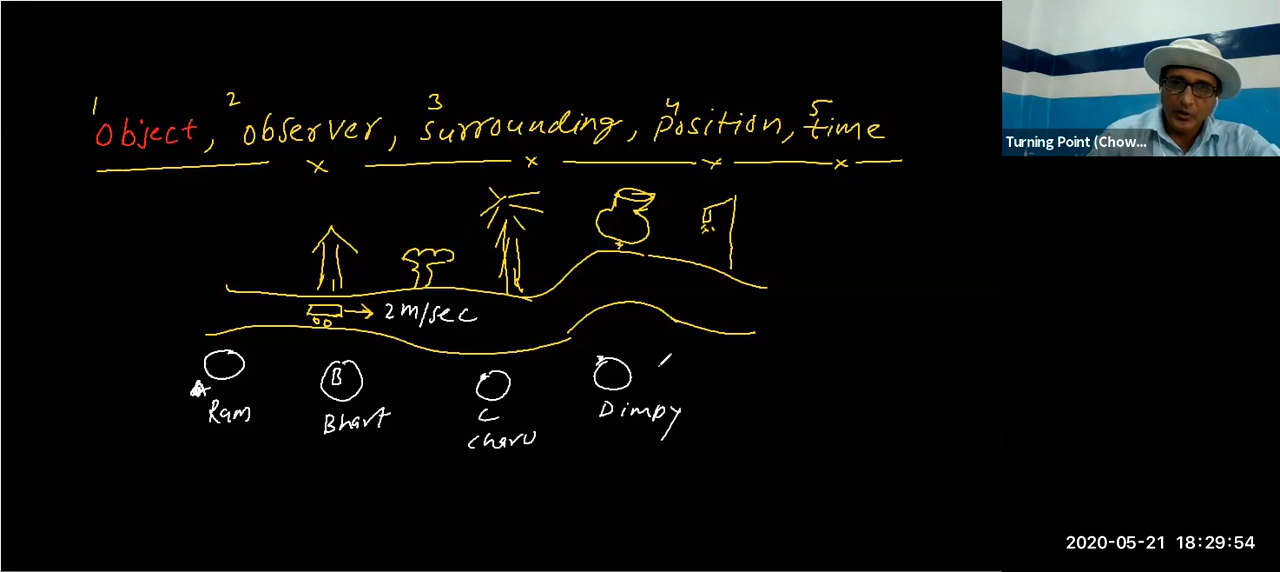 1 2 3 4 5
object, observer, surrounding, position, time
2m/sec
B
A
Ram
Bhart
C
Dimpy
charu
Turning Point (Chow...
2020-05-21 18:29:54